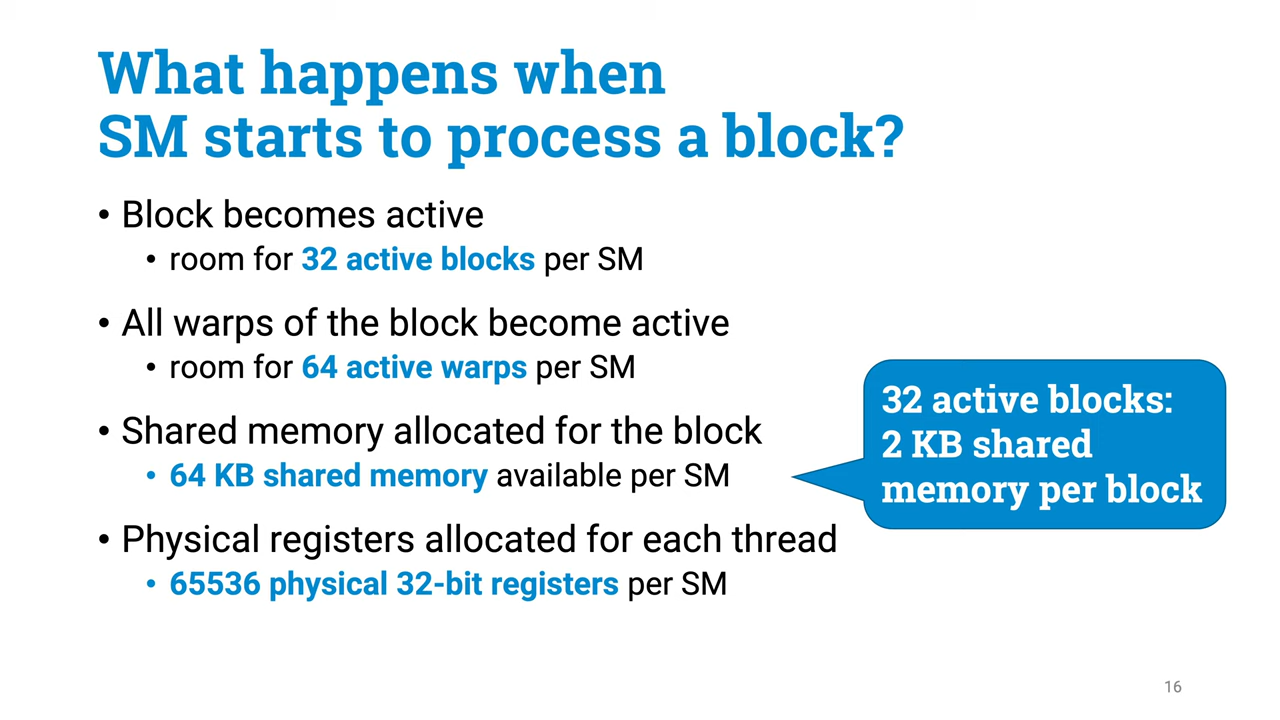 What happens when
SM starts to process a block?
• Block becomes active
• room for 32 active blocks per SM
• All warps of the block become active
• room for 64 active warps per SM
• Shared memory allocated for the block
• 64 KB shared memory available per SM
32 active blocks:
2 KB shared
memory per block
• Physical registers allocated for each thread
• 65536 physical 32-bit registers per SM
16